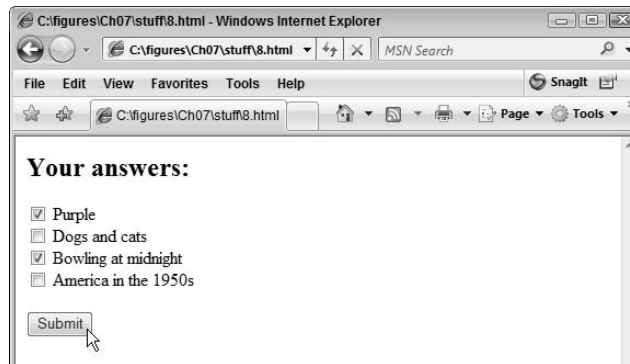 C:\figures\Ch07\stuff\8.html - Windows Internet Explorer
C:\figures\Ch07\stuff\8.html MSN Search
File Edit View Favorites Tools Help SnagIt
C:\figures\Ch07\stuff\8.html Page Tools
Your answers:
Purple
Dogs and cats
Bowling at midnight
America in the 1950s
Submit